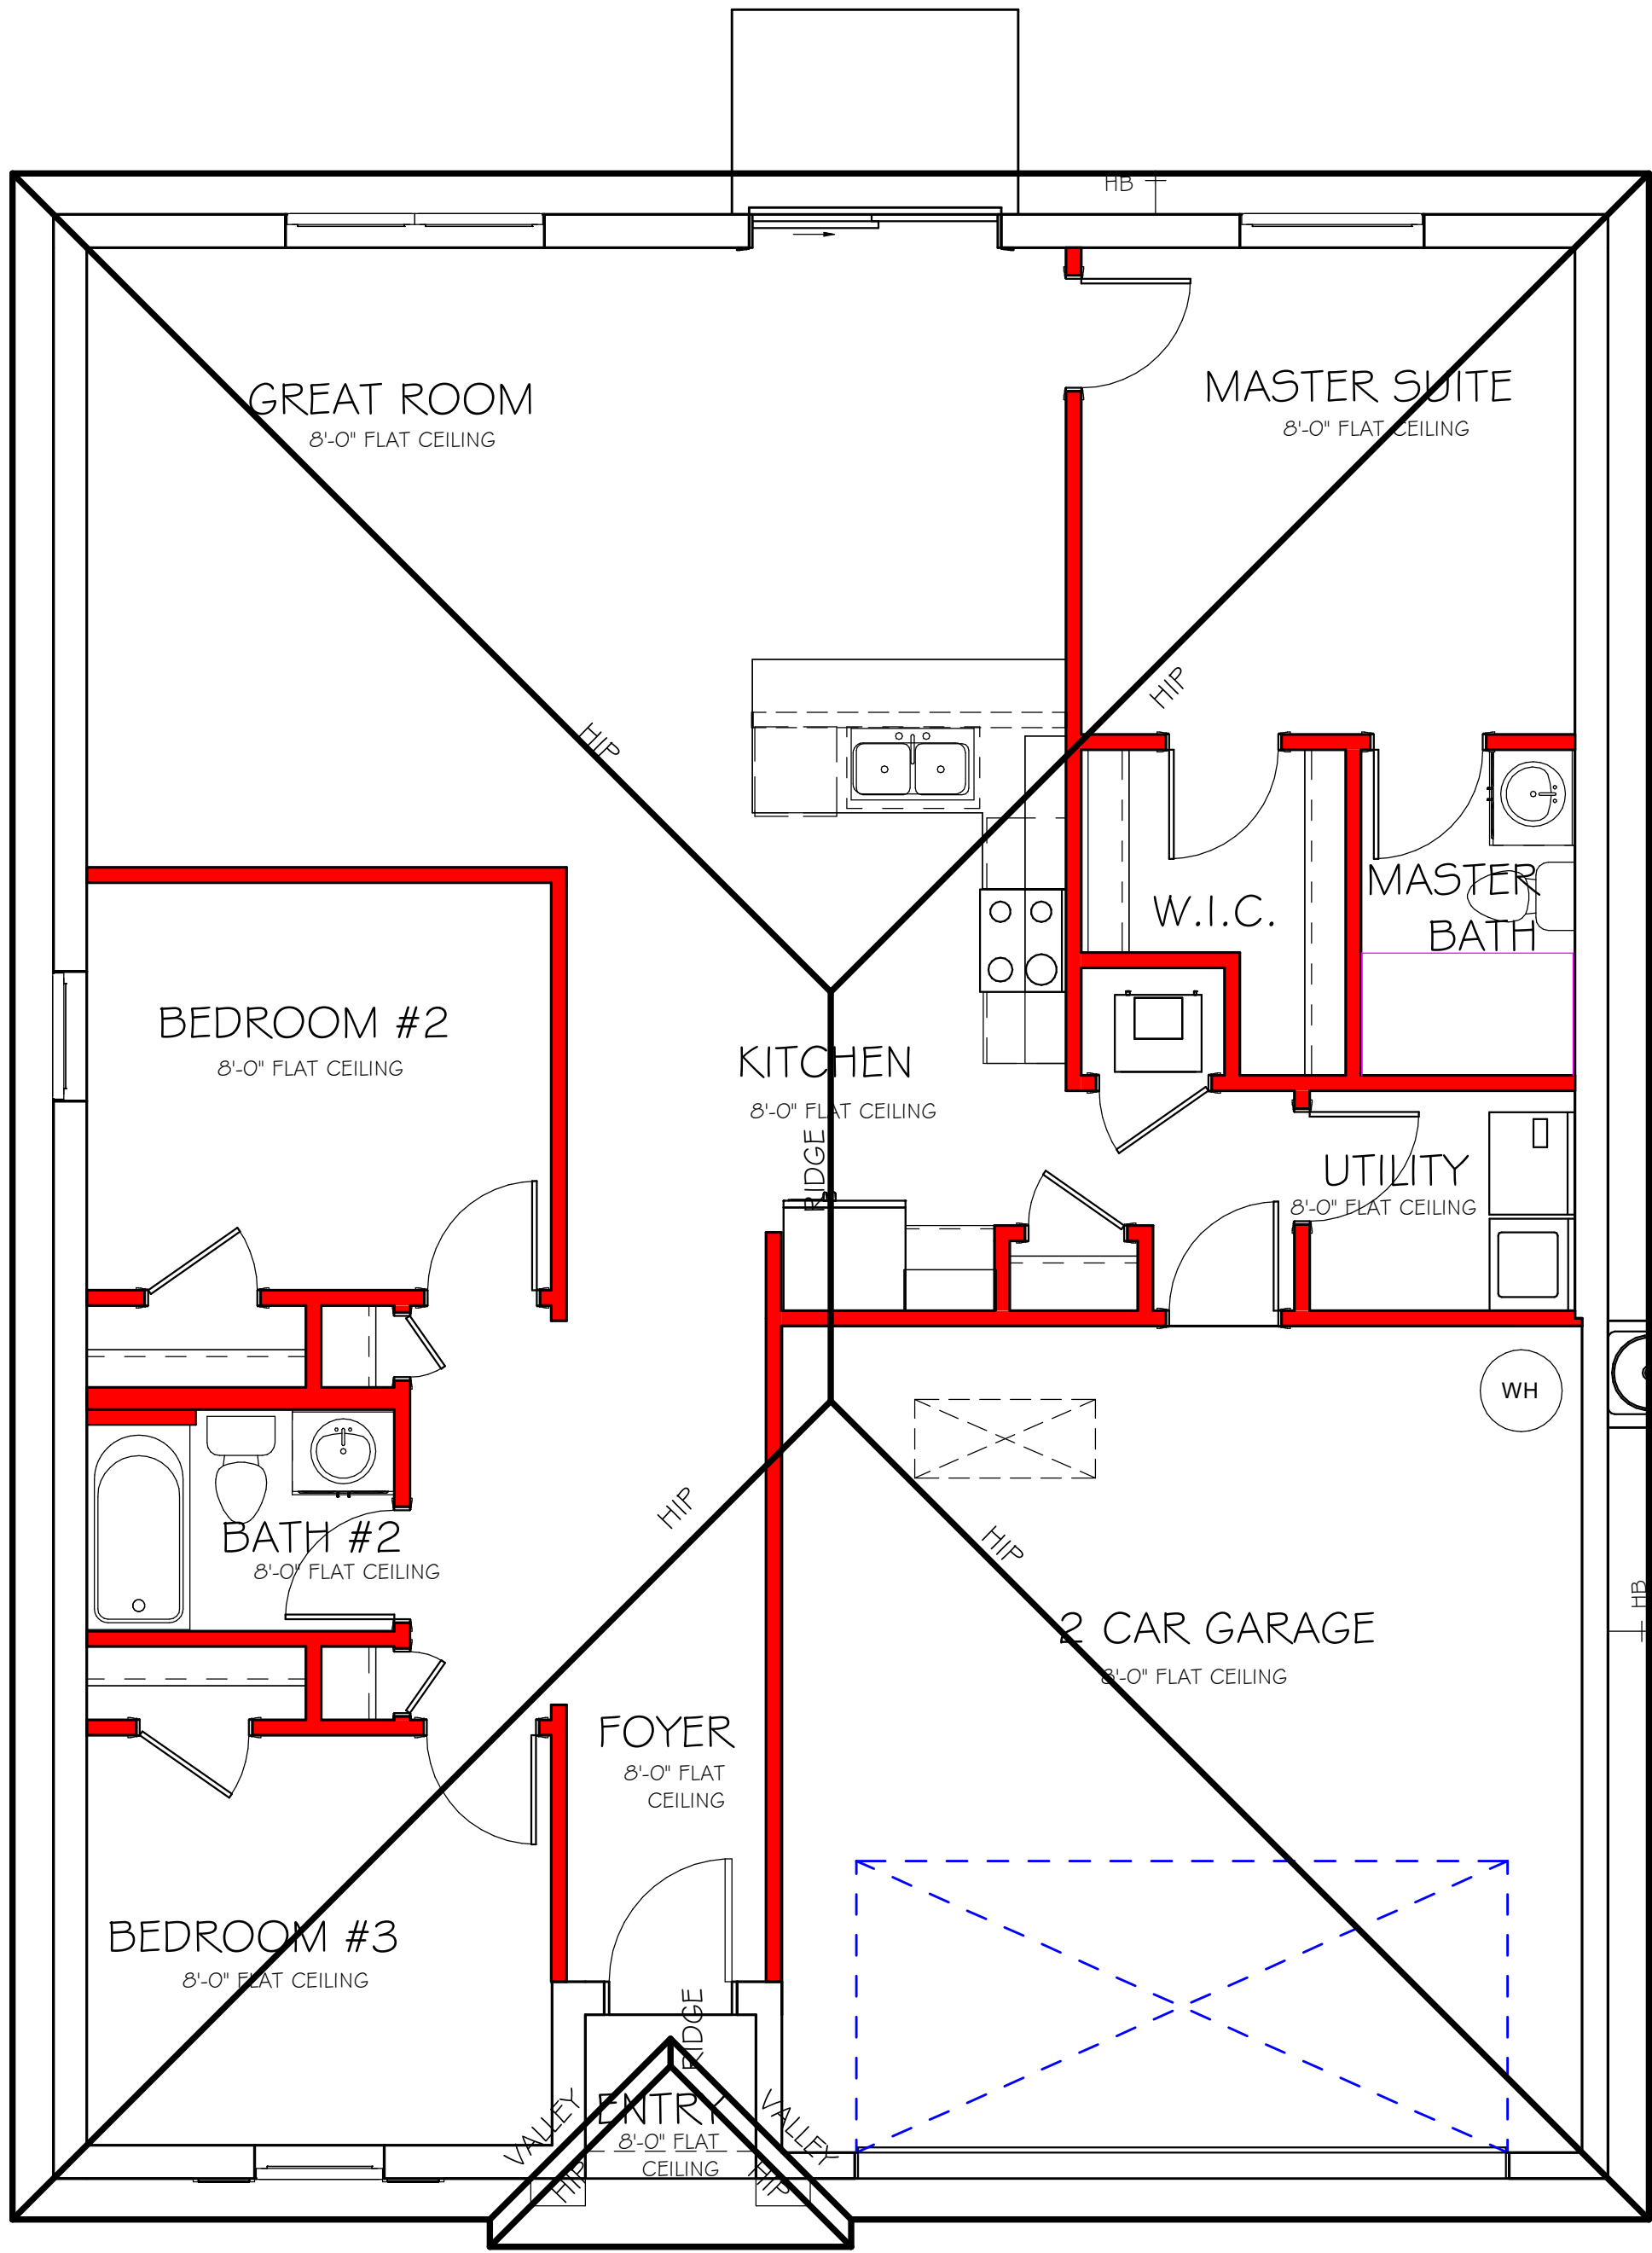 HB
GREAT ROOM
8'-0" FLAT CEILING
MASTER SUITE
8'-0" FLAT CEILING
HIP
HIP
MASTER
BATH
W.I.C.
BEDROOM #2
8'-0" FLAT CEILING
KITCHEN
8'-0" FLAT CEILING
RIDGE
UTILITY
8'-0" FLAT CEILING
WH
HIP
HIP
BATH #2
8'-0" FLAT CEILING
HB
2 CAR GARAGE
8'-0" FLAT CEILING
FOYER
8'-0" FLAT
CEILING
BEDROOM #3
8'-0" FLAT CEILING
RIDGE
VALLEY
ENTRY
VALLEY
8'-0" FLAT
CEILING
HIP
HIP